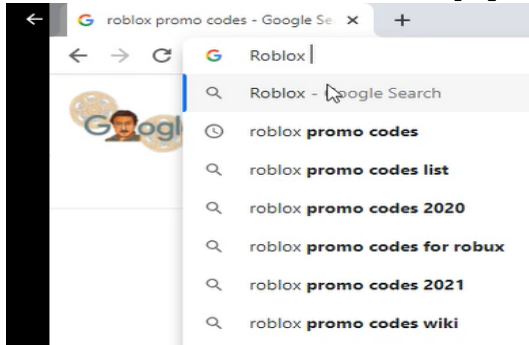 roblox promo codes - Google Se
Roblox
Google
Roblox - Google Search
roblox promo codes
roblox promo codes list
roblox promo codes 2020
roblox promo codes for robux
roblox promo codes 2021
roblox promo codes wiki